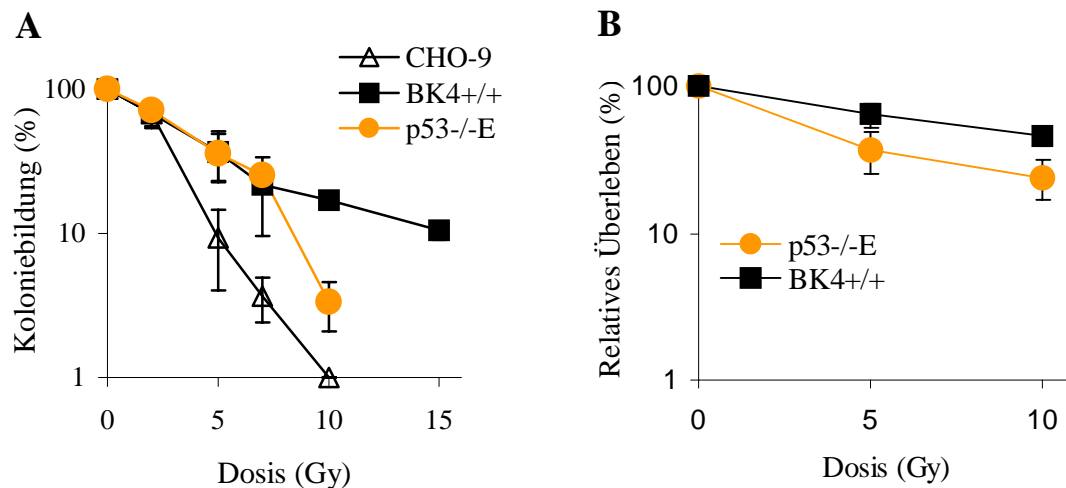 A
CHO-9
BK4+/+
p53-/-E
Koloniebildung (%)
100
10
1
0
5
10
15
Dosis (Gy)
B
Relatives Überleben (%)
100
10
1
p53-/-E
BK4+/+
0
5
10
Dosis (Gy)